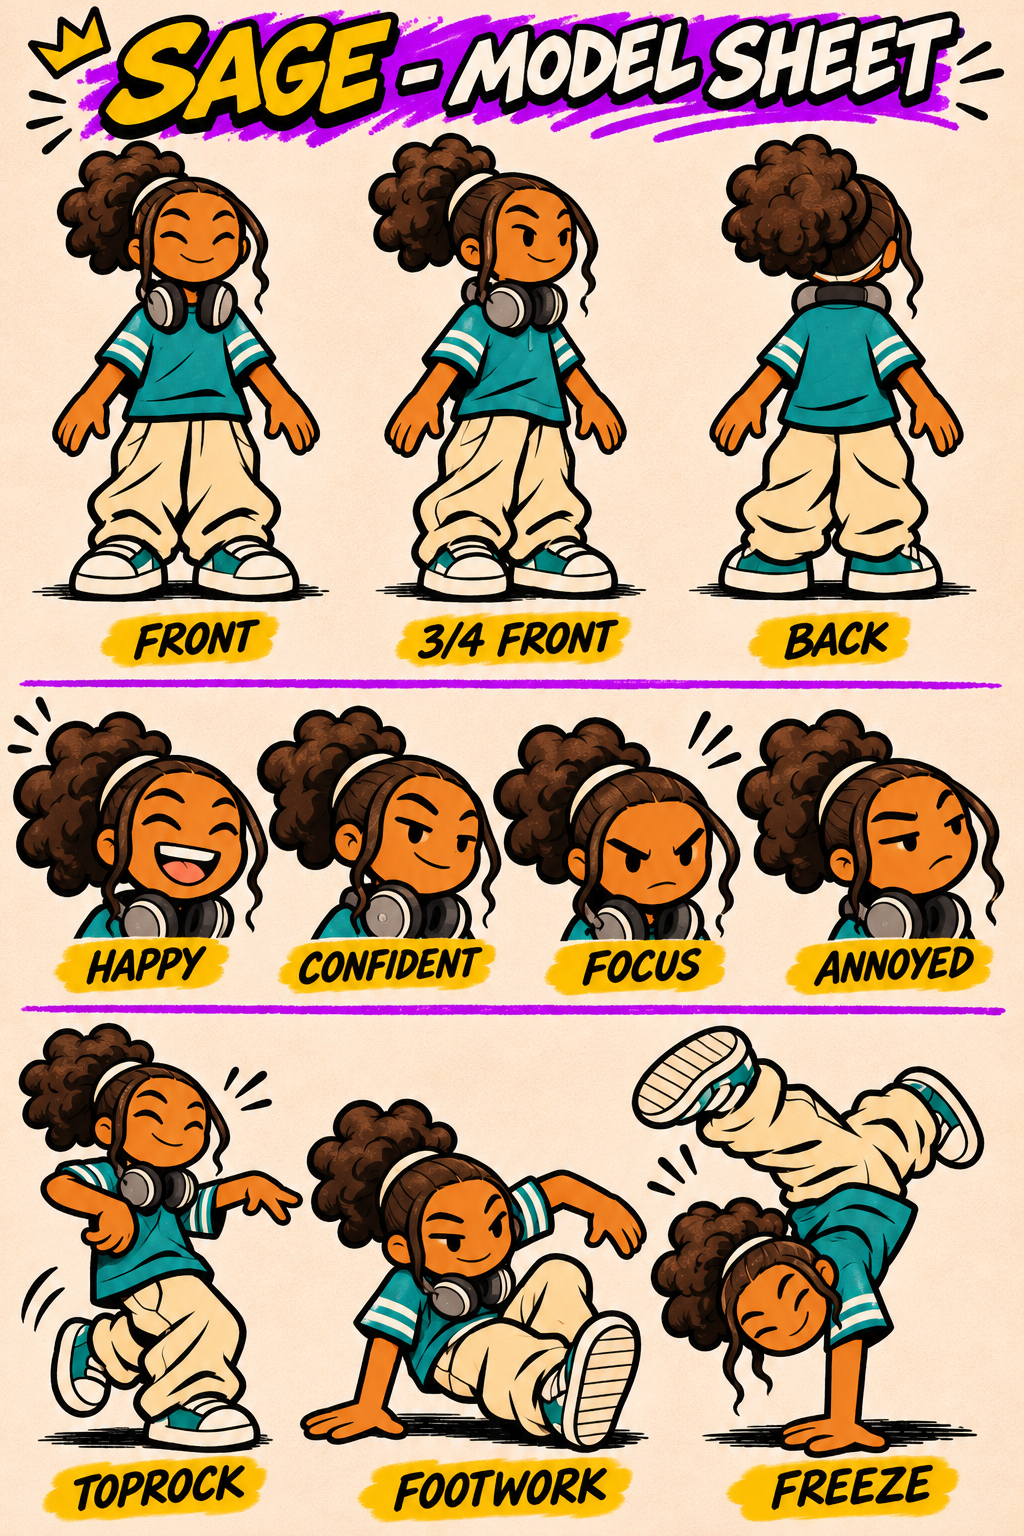 SAGE - MODEL SHEET
FRONT
3/4 FRONT
BACK
HAPPY
CONFIDENT
FOCUS
ANNOYED
TOPROCK
FOOTWORK
FREEZE